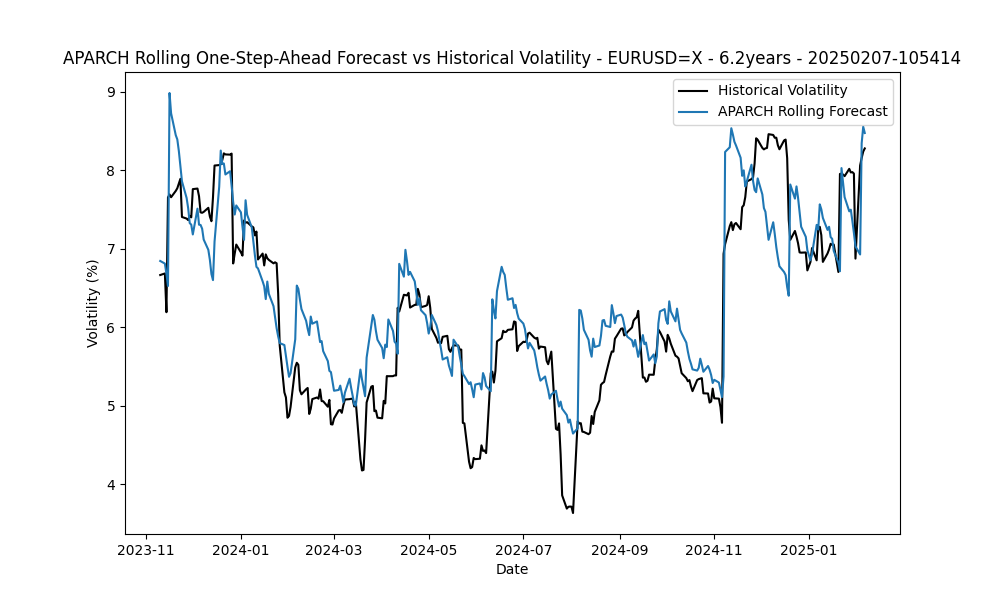 APARCH Rolling One-Step-Ahead Forecast vs Historical Volatility - EURUSD=X - 6.2years - 20250207-105414
Historical Volatility
APARCH Rolling Forecast
Volatility (%)
9
8
7
6
5
4
2023-11 2024-01 2024-03 2024-05 2024-07 2024-09 2024-11 2025-01
Date